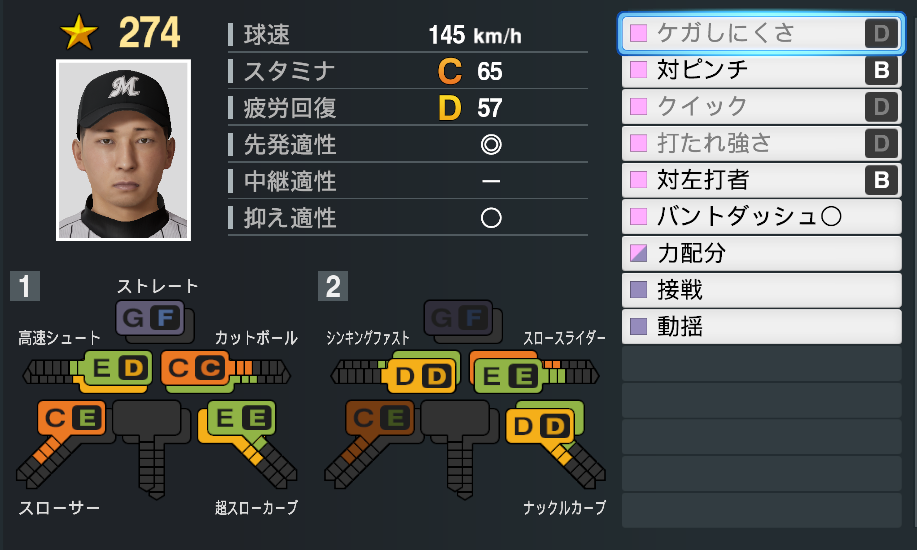 274
球速 145 km/h
スタミナ C 65
疲労回復 D 57
先発適性 ◎
中継適性 －
抑え適性 ○
M
ケガしにくさ D
対ピンチ B
クイック D
打たれ強さ D
対左打者 B
バントダッシュ○
力配分
接戦
動揺
1
ストレート
G F
高速シュート
カットボール
E D
C C
C E
E E
スローサー
超スローカーブ
2
G F
シンキングファスト
スロースライダー
D D
E E
C E
D D
ナックルカーブ